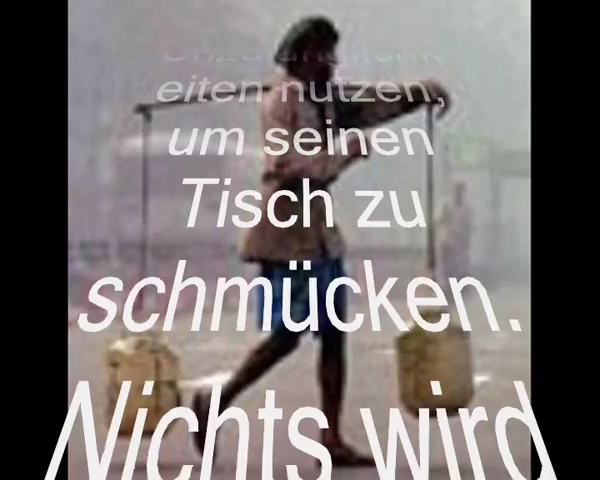 eiten nutzen,
um seinen
Tisch zu
schmücken.
Nichts wird